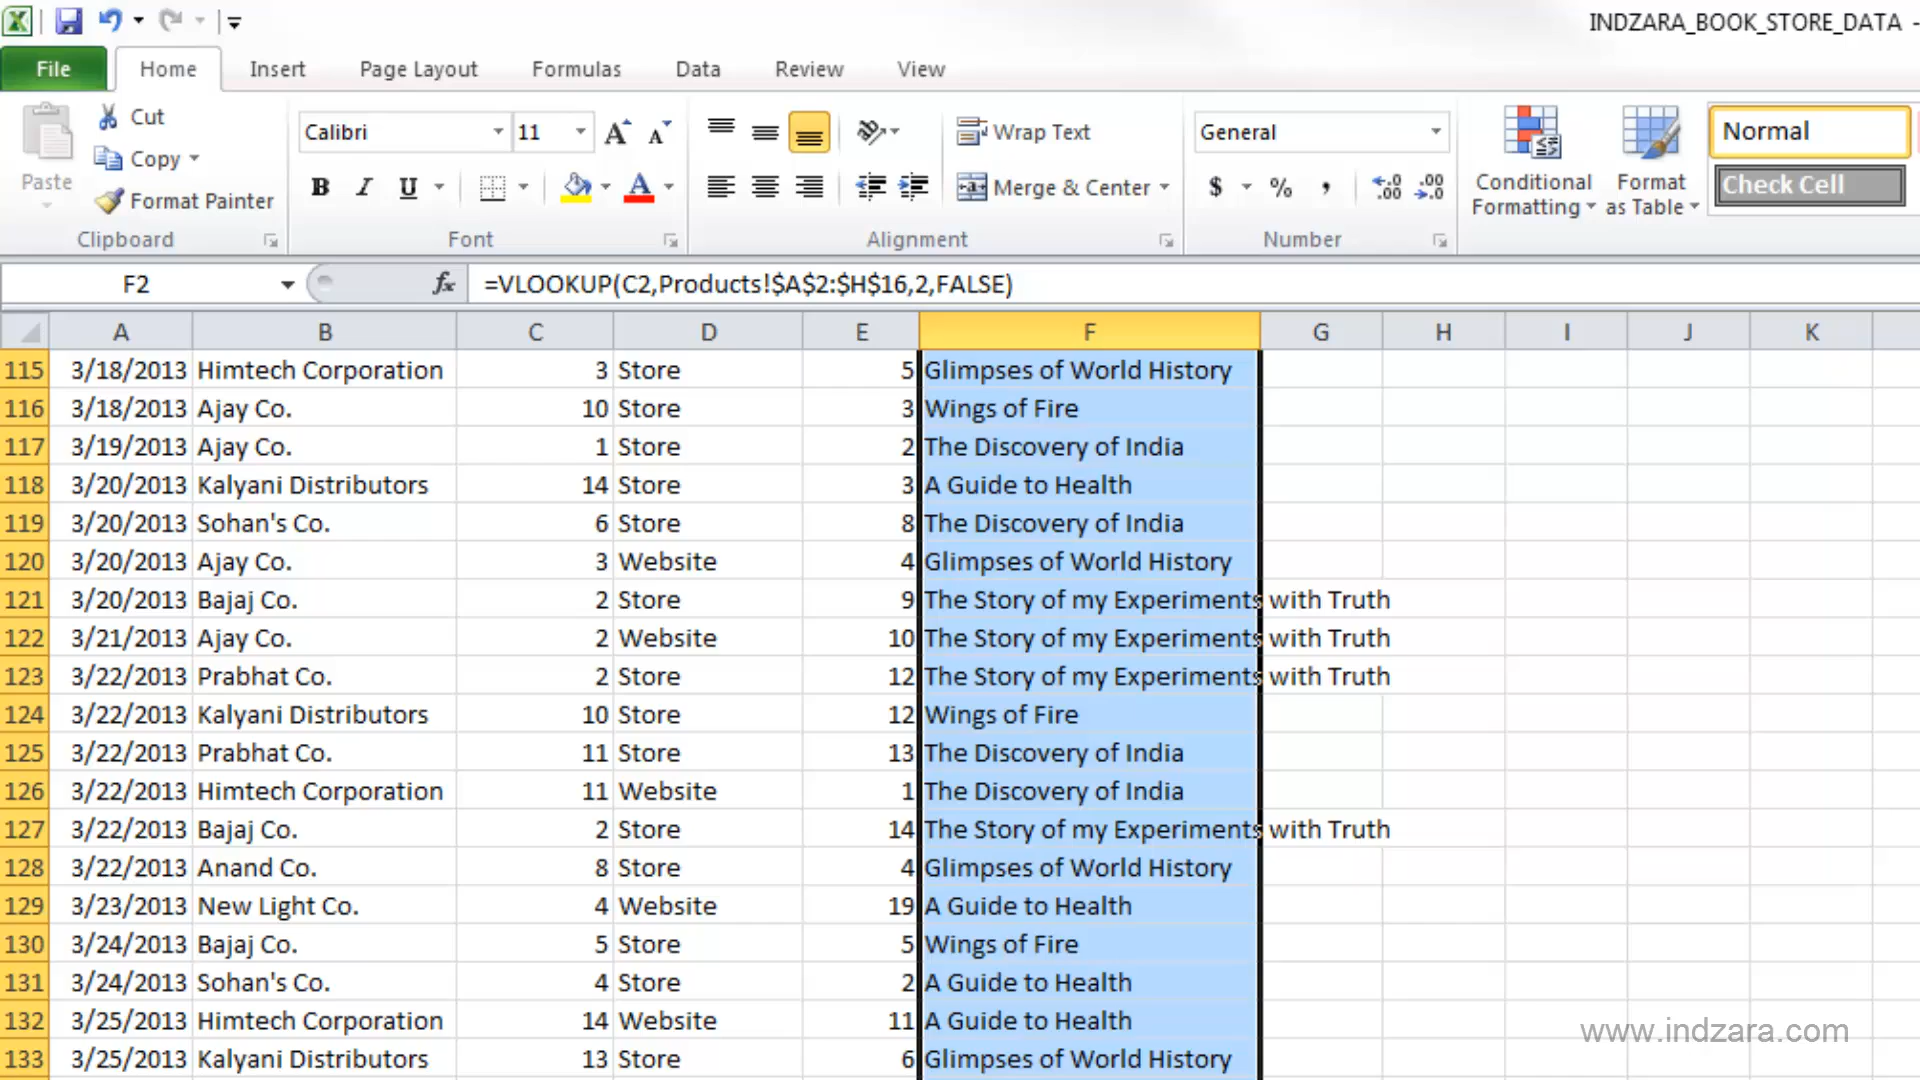 INDZARA_BOOK_STORE_DATA -
File Home Insert Page Layout Formulas Data Review View
Cut
Copy
Format Painter
Paste
Clipboard
Calibri 11
B I U A
Font
Wrap Text
Merge & Center
Alignment
General
$ % ,
Number
Conditional Formatting
Format as Table
Normal
Check Cell
F2 fx =VLOOKUP(C2,Products!$A$2:$H$16,2,FALSE)
A B C D E F G H I J K
115 3/18/2013 Himtech Corporation 3 Store 5 Glimpses of World History
116 3/18/2013 Ajay Co. 10 Store 3 Wings of Fire
117 3/19/2013 Ajay Co. 1 Store 2 The Discovery of India
118 3/20/2013 Kalyani Distributors 14 Store 3 A Guide to Health
119 3/20/2013 Sohan's Co. 6 Store 8 The Discovery of India
120 3/20/2013 Ajay Co. 3 Website 4 Glimpses of World History
121 3/20/2013 Bajaj Co. 2 Store 9 The Story of my Experiments with Truth
122 3/21/2013 Ajay Co. 2 Website 10 The Story of my Experiments with Truth
123 3/22/2013 Prabhat Co. 2 Store 12 The Story of my Experiments with Truth
124 3/22/2013 Kalyani Distributors 10 Store 12 Wings of Fire
125 3/22/2013 Prabhat Co. 11 Store 13 The Discovery of India
126 3/22/2013 Himtech Corporation 11 Website 1 The Discovery of India
127 3/22/2013 Bajaj Co. 2 Store 14 The Story of my Experiments with Truth
128 3/22/2013 Anand Co. 8 Store 4 Glimpses of World History
129 3/23/2013 New Light Co. 4 Website 19 A Guide to Health
130 3/24/2013 Bajaj Co. 5 Store 5 Wings of Fire
131 3/24/2013 Sohan's Co. 4 Store 2 A Guide to Health
132 3/25/2013 Himtech Corporation 14 Website 11 A Guide to Health
133 3/25/2013 Kalyani Distributors 13 Store 6 Glimpses of World History
www.indzara.com